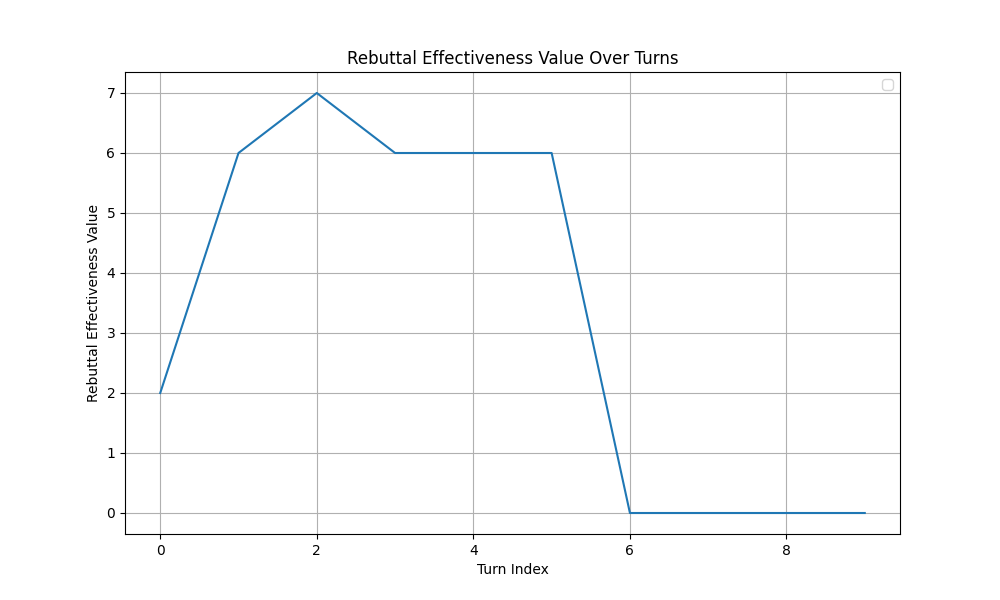 Rebuttal Effectiveness Value Over Turns
7
6
5
4
3
2
1
0
Rebuttal Effectiveness Value
0 2 4 6 8
Turn Index